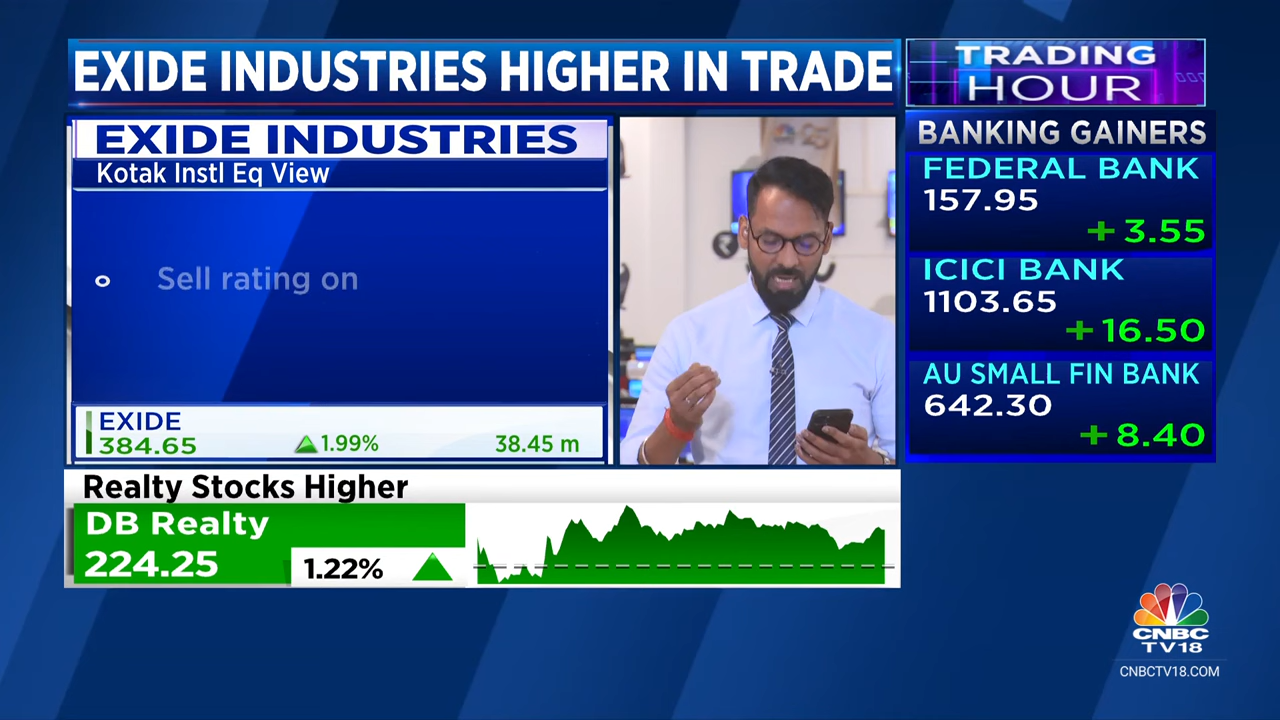 EXIDE INDUSTRIES HIGHER IN TRADE
TRADING
HOUR
EXIDE INDUSTRIES
Kotak Instl Eq View
Sell rating on
EXIDE
384.65
1.99%
38.45 m
BANKING GAINERS
FEDERAL BANK
157.95
+ 3.55
ICICI BANK
1103.65
+ 16.50
AU SMALL FIN BANK
642.30
+ 8.40
Realty Stocks Higher
DB Realty
224.25
1.22%
25
₹
CNBC
TV18
CNBCTV18.COM